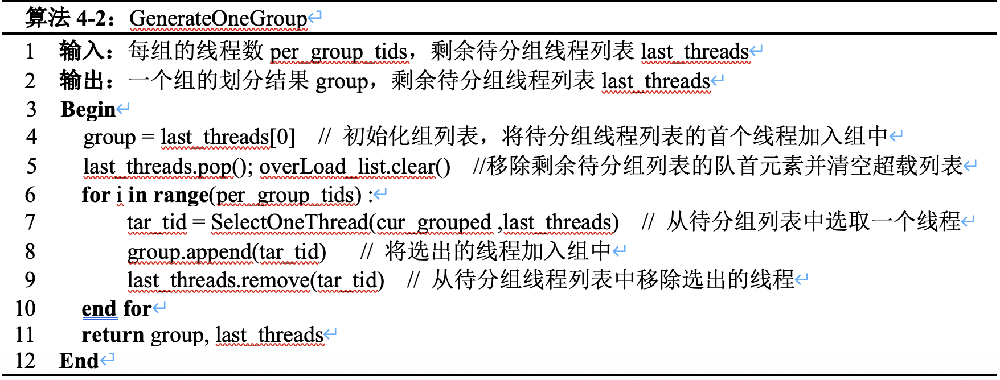 算法 4-2：GenerateOneGroup↵
1 输入：每组的线程数 per_group_tids，剩余待分组线程列表 last_threads↵
2 输出：一个组的划分结果 group，剩余待分组线程列表 last_threads↵
3 Begin↵
4 group = last_threads[0] // 初始化组列表，将待分组线程列表的首个线程加入组中↵
5 last_threads.pop(); overLoad_list.clear() //移除剩余待分组列表的队首元素并清空超载列表↵
6 for i in range(per_group_tids) :↵
7 tar_tid = SelectOneThread(cur_grouped ,last_threads) // 从待分组列表中选取一个线程↵
8 group.append(tar_tid) // 将选出的线程加入组中↵
9 last_threads.remove(tar_tid) // 从待分组线程列表中移除选出的线程↵
10 end for↵
11 return group, last_threads↵
12 End↵